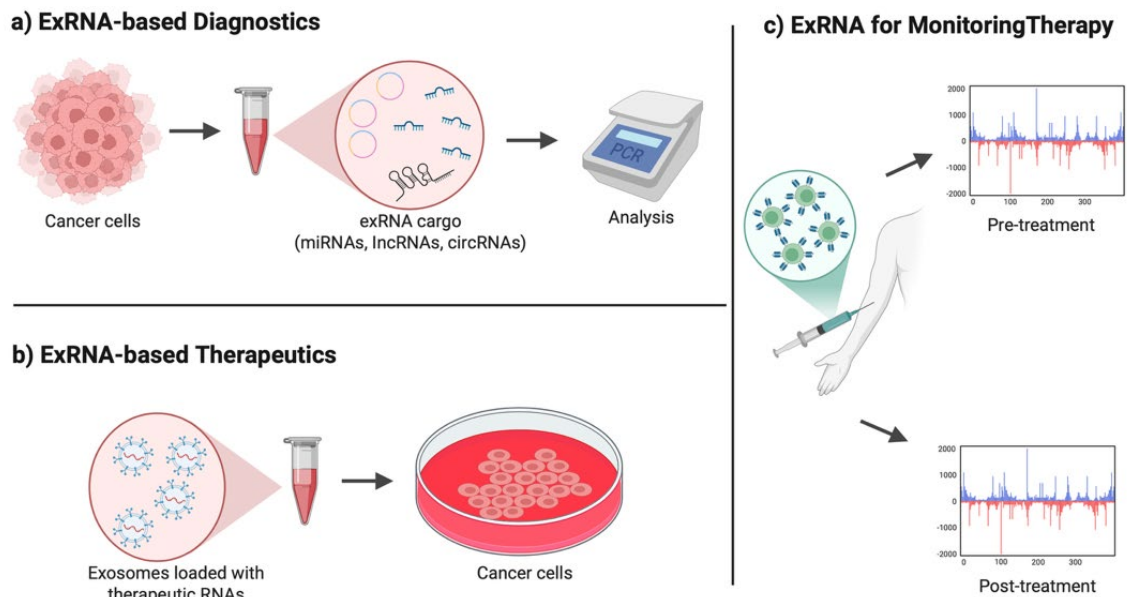 a) ExRNA-based Diagnostics
Cancer cells
exRNA cargo
(miRNAs, lncRNAs, circRNAs)
PCR
Analysis
b) ExRNA-based Therapeutics
Exosomes loaded with
therapeutic RNAs
Cancer cells
c) ExRNA for MonitoringTherapy
2000
1000
0
-1000
-2000
0 100 200 300
Pre-treatment
2000
1000
0
-1000
-2000
0 100 300
Post-treatment